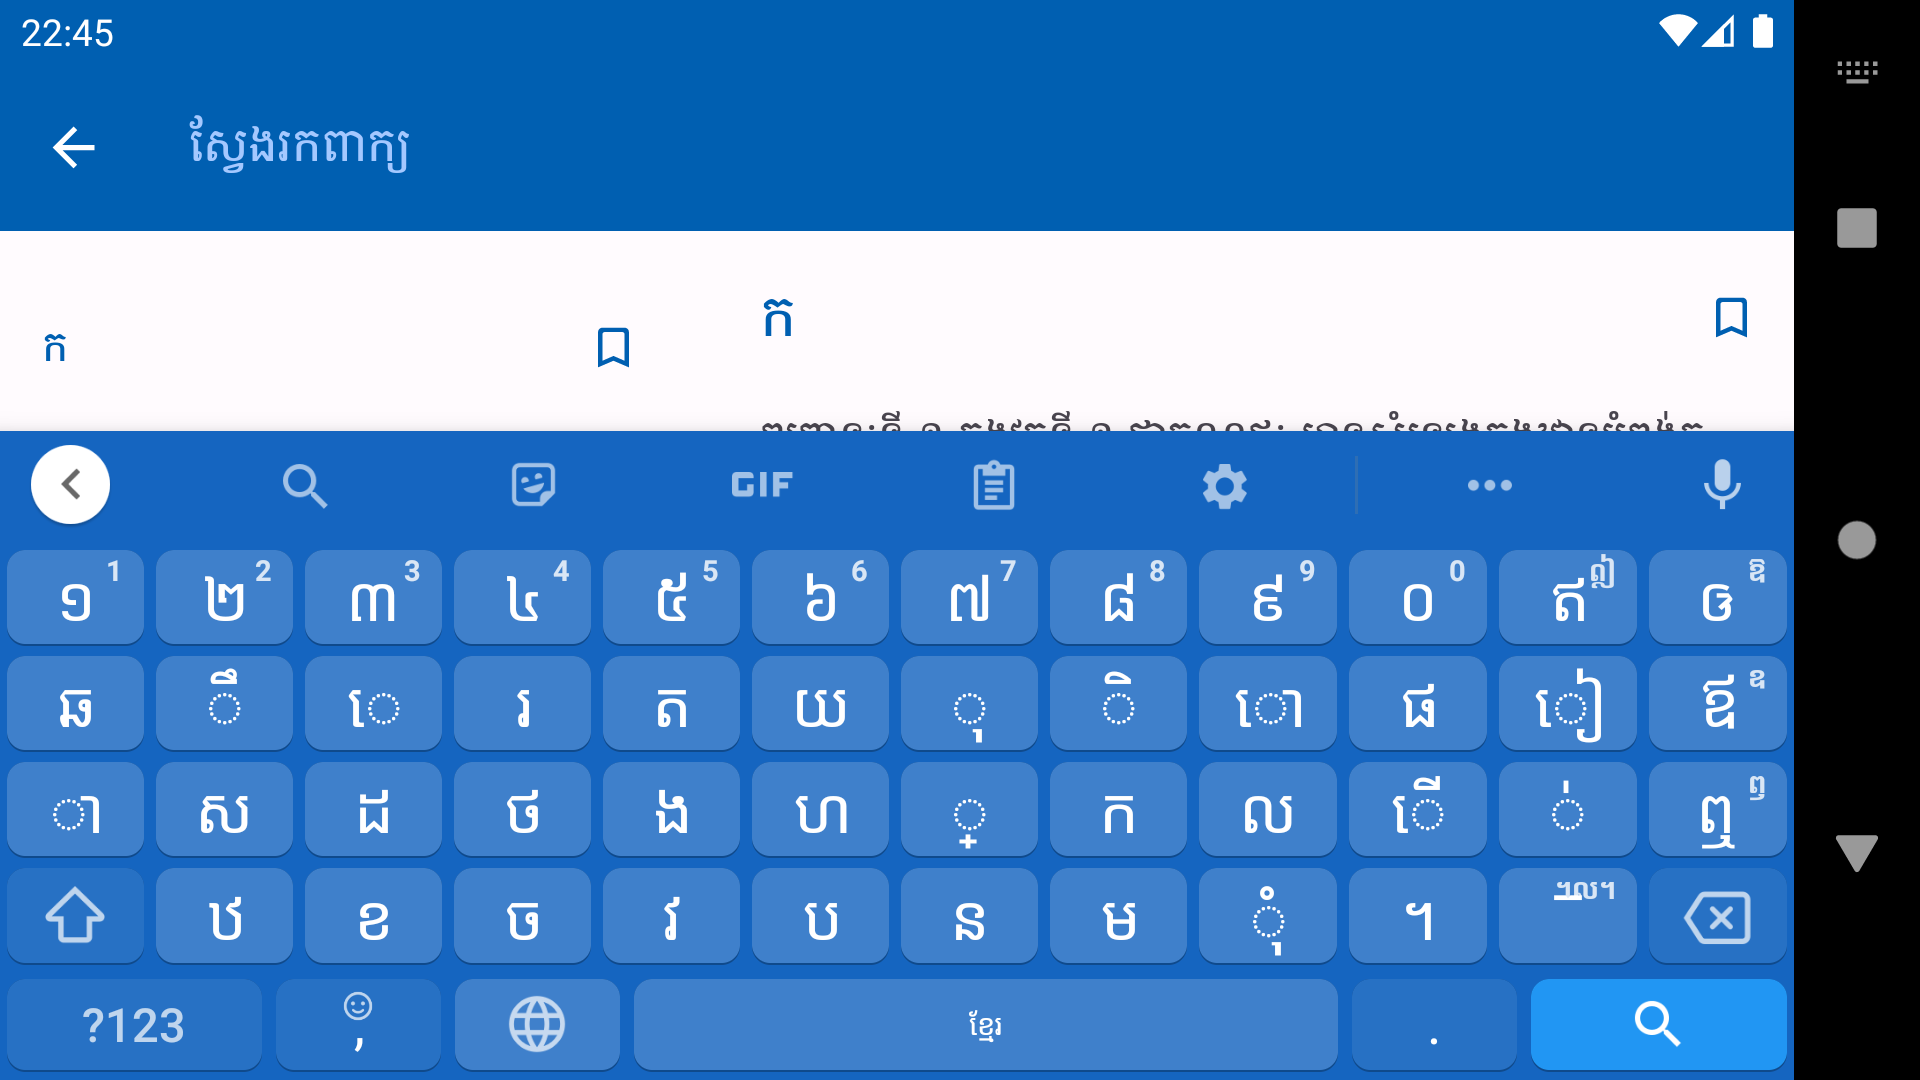 22:45
ស្វែងរកពាក្យ
ក៊
ក៊
GIF
១ 1 ២ 2 ៣ 3 ៤ 4 ៥ 5 ៦ 6 ៧ 7 ៨ 8 ៩ 9 ០ 0 ឥ ឦ ឲ ឱ
ឆ ឹ េ រ ត យ ុ ិ ោ ផ ៀ ឪ ឧ
ា ស ដ ថ ង ហ ្ ក ល ើ ់ ឮ ឭ
ឋ ខ ច វ ប ន ម ុំ ។ ៗ ៘
?123 , ខ្មែរ .